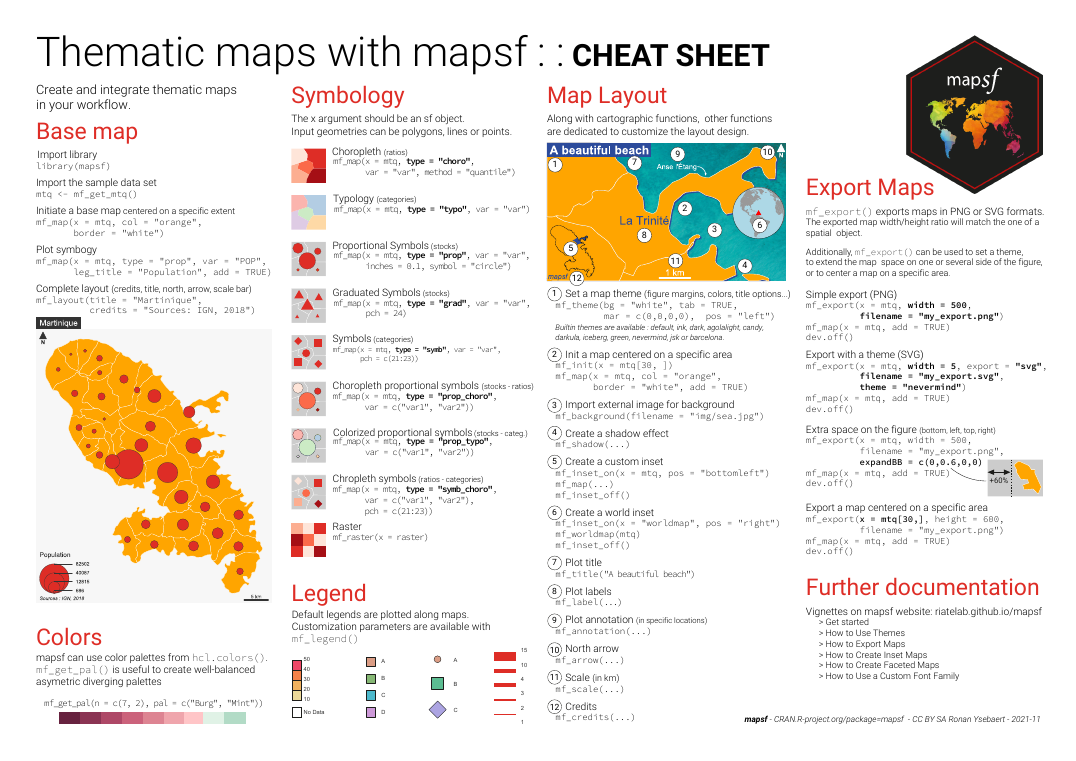 Thematic maps with mapsf : : CHEAT SHEET
mapsf
Create and integrate thematic maps
in your workflow.
Base map
Import library
library(mapsf)
Import the sample data set
mtq <- mf_get_mtq()
Initiate a base map centered on a specific extent
mf_map(x = mtq, col = "orange",
border = "white")
Plot symbogy
mf_map(x = mtq, type = "prop", var = "POP",
leg_title = "Population", add = TRUE)
Complete layout (credits, title, north, arrow, scale bar)
mf_layout(title = "Martinique",
credits = "Sources: IGN, 2018")
Martinique
N
Population
82502
40087
12815
686
Sources : IGN, 2018
5 km
Colors
mapsf can use color palettes from hcl.colors().
mf_get_pal() is useful to create well-balanced
asymetric diverging palettes
mf_get_pal(n = c(7, 2), pal = c("Burg", "Mint"))
Symbology
The x argument should be an sf object.
Input geometries can be polygons, lines or points.
Choropleth (ratios)
mf_map(x = mtq, type = "choro",
var = "var", method = "quantile")
Typology (categories)
mf_map(x = mtq, type = "typo", var = "var")
Proportional Symbols (stocks)
mf_map(x = mtq, type = "prop", var = "var",
inches = 0.1, symbol = "circle")
Graduated Symbols (stocks)
mf_map(x = mtq, type = "grad", var = "var",
pch = 24)
Symbols (categories)
mf_map(x = mtq, type = "symb", var = "var",
pch = c(21:23))
Choropleth proportional symbols (stocks - ratios)
mf_map(x = mtq, type = "prop_choro",
var = c("var1", "var2"))
Colorized proportional symbols (stocks - categ.)
mf_map(x = mtq, type = "prop_typo",
var = c("var1", "var2"))
Chropleth symbols (ratios - categories)
mf_map(x = mtq, type = "symb_choro",
var = c("var1", "var2"),
pch = c(21:23))
Raster
mf_raster(x = raster)
Legend
Default legends are plotted along maps.
Customization parameters are available with
mf_legend()
50
40
30
20
10
No Data
A
B
C
D
A
B
C
15
10
4
3
2
1
Map Layout
Along with cartographic functions, other functions
are dedicated to customize the layout design.
A beautiful beach
1
7
9
10
N
Anse l'Étang
2
La Trinité
8
3
6
5
11
4
1 km
mapsf
12
1 Set a map theme (figure margins, colors, title options...)
mf_theme(bg = "white", tab = TRUE,
mar = c(0,0,0,0), pos = "left")
Builtin themes are available : default, ink, dark, agolalight, candy,
darkula, iceberg, green, nevermind, jsk or barcelona.
2 Init a map centered on a specific area
mf_init(x = mtq[30, ])
mf_map(x = mtq, col = "orange",
border = "white", add = TRUE)
3 Import external image for background
mf_background(filename = "img/sea.jpg")
4 Create a shadow effect
mf_shadow(...)
5 Create a custom inset
mf_inset_on(x = mtq, pos = "bottomleft")
mf_map(...)
mf_inset_off()
6 Create a world inset
mf_inset_on(x = "worldmap", pos = "right")
mf_worldmap(mtq)
mf_inset_off()
7 Plot title
mf_title("A beautiful beach")
8 Plot labels
mf_label(...)
9 Plot annotation (in specific locations)
mf_annotation(...)
10 North arrow
mf_arrow(...)
11 Scale (in km)
mf_scale(...)
12 Credits
mf_credits(...)
Export Maps
mf_export() exports maps in PNG or SVG formats.
The exported map width/height ratio will match the one of a
spatial object.
Additionally, mf_export() can be used to set a theme,
to extend the map space on one or several side of the figure,
or to center a map on a specific area.
Simple export (PNG)
mf_export(x = mtq, width = 500,
filename = "my_export.png")
mf_map(x = mtq, add = TRUE)
dev.off()
Export with a theme (SVG)
mf_export(x = mtq, width = 5, export = "svg",
filename = "my_export.svg",
theme = "nevermind")
mf_map(x = mtq, add = TRUE)
dev.off()
Extra space on the figure (bottom, left, top, right)
mf_export(x = mtq, width = 500,
filename = "my_export.png",
expandBB = c(0,0.6,0,0)
mf_map(x = mtq, add = TRUE)
dev.off()
+60%
Export a map centered on a specific area
mf_export(x = mtq[30,], height = 600,
filename = "my_export.png")
mf_map(x = mtq, add = TRUE)
dev.off()
Further documentation
Vignettes on mapsf website: riatelab.github.io/mapsf
> Get started
> How to Use Themes
> How to Export Maps
> How to Create Inset Maps
> How to Create Faceted Maps
> How to Use a Custom Font Family
mapsf - CRAN.R-project.org/package=mapsf - CC BY SA Ronan Ysebaert - 2021-11